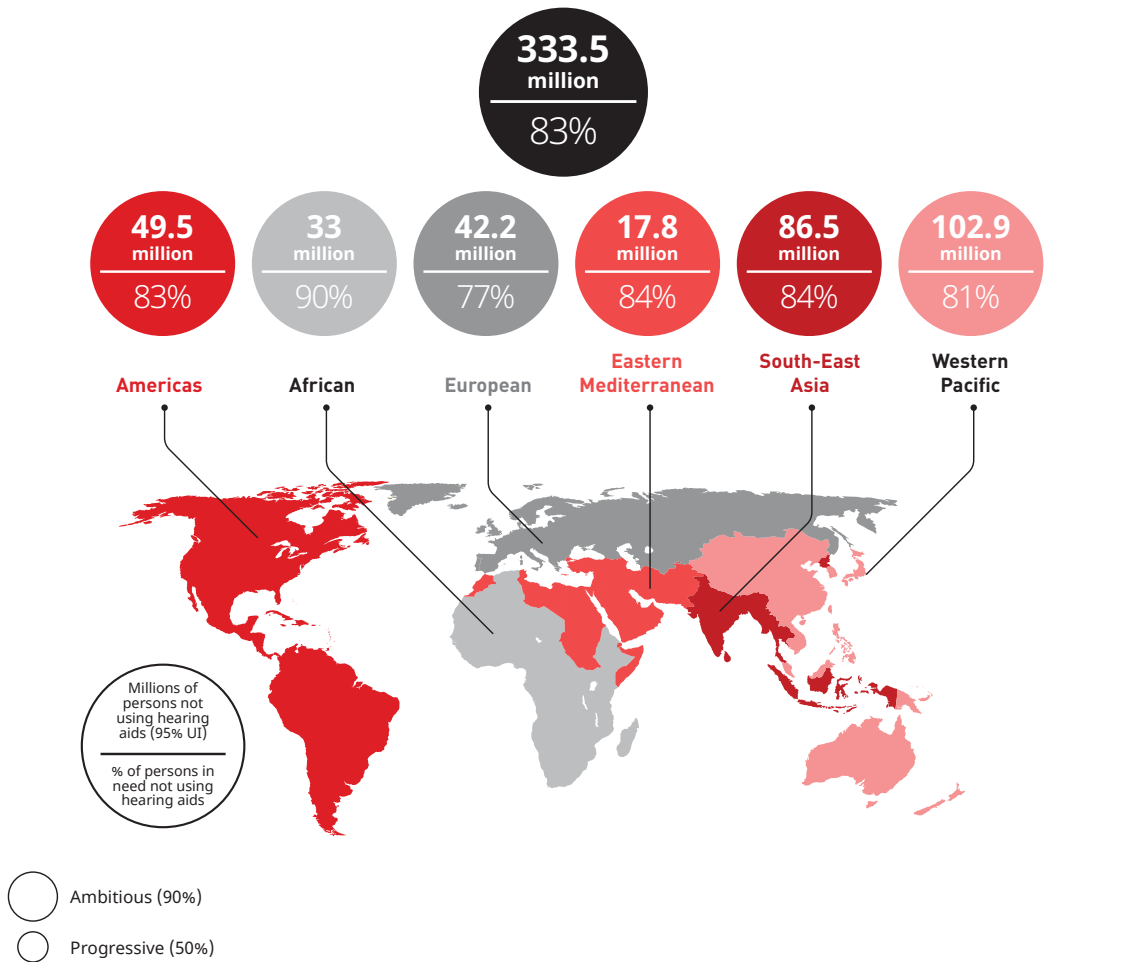 333.5
million
83%
49.5
million
83%
33
million
90%
42.2
million
77%
17.8
million
84%
86.5
million
84%
102.9
million
81%
Americas
African
European
Eastern
Mediterranean
South-East
Asia
Western
Pacific
Millions of
persons not
using hearing
aids (95% UI)
% of persons in
need not using
hearing aids
Ambitious (90%)
Progressive (50%)